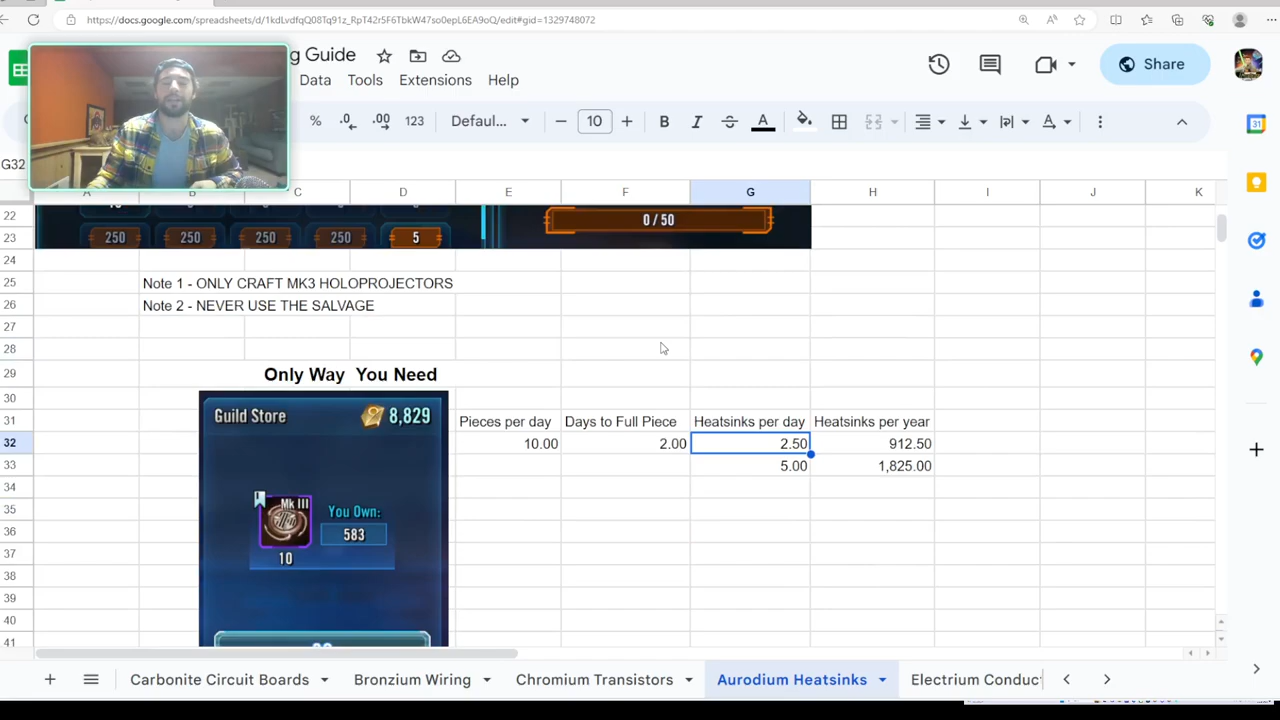 https://docs.google.com/spreadsheets/d/1kdLvdfqQ08Tq91z_RpT42r5F6TbkW47so0epL6EA9oQ/edit#gid=1329748072
g Guide
Share
Data Tools Extensions Help
% .0 .00 123 Defaul... 10 B I A
G32
A B C D E F G H I J K
22 0 / 50
23 250 250 250 250 5
24
25 Note 1 - ONLY CRAFT MK3 HOLOPROJECTORS
26 Note 2 - NEVER USE THE SALVAGE
27
28
29 Only Way You Need
30
Guild Store 8,829
31 Pieces per day Days to Full Piece Heatsinks per day Heatsinks per year
32 10.00 2.00 2.50 912.50
33 5.00 1,825.00
34
35 Mk III You Own:
36 583
37 10
38
39
40
41
Carbonite Circuit Boards Bronzium Wiring Chromium Transistors Aurodium Heatsinks Electrium Conduc